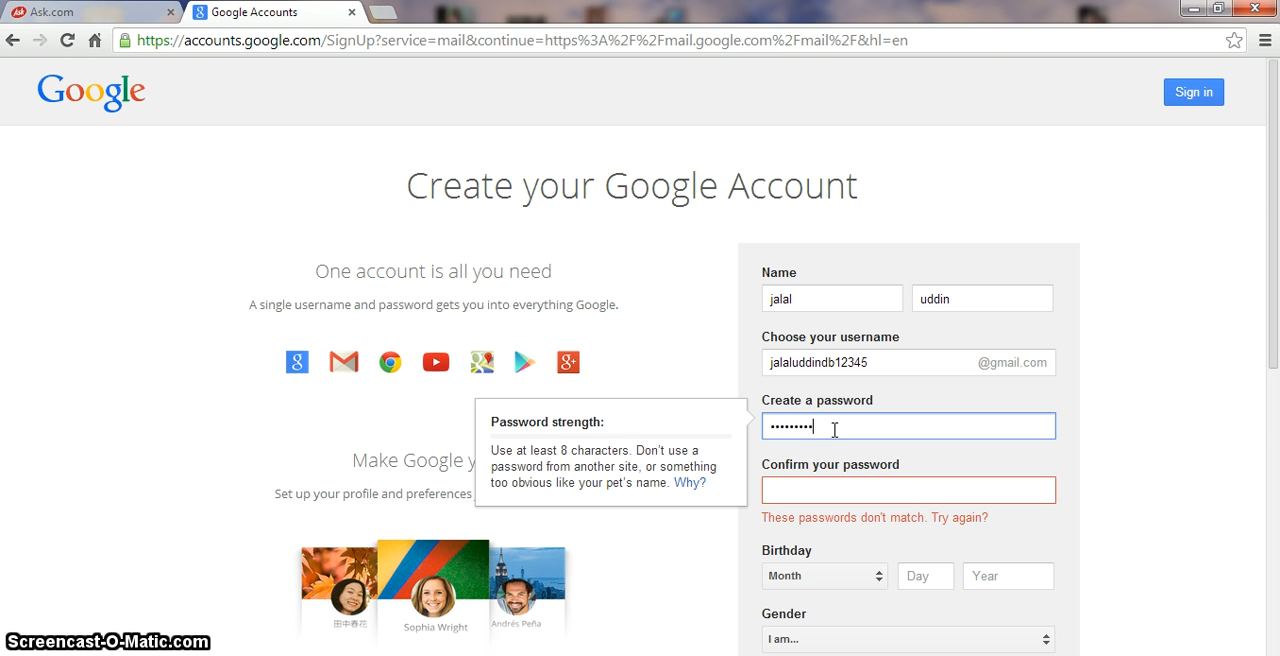 Ask.com
Google Accounts
https://accounts.google.com/SignUp?service=mail&continue=https%3A%2F%2Fmail.google.com%2Fmail%2F&hl=en
Google
Sign in
Create your Google Account
One account is all you need
A single username and password gets you into everything Google.
Make Google y
Set up your profile and preferences
田中春花
Sophia Wright
Andrés Peña
Password strength:
Use at least 8 characters. Don't use a
password from another site, or something
too obvious like your pet's name. Why?
Name
jalal uddin
Choose your username
jalaluddindb12345 @gmail.com
Create a password
•••••••••
Confirm your password
These passwords don't match. Try again?
Birthday
Month Day Year
Gender
I am...
Screencast-O-Matic.com